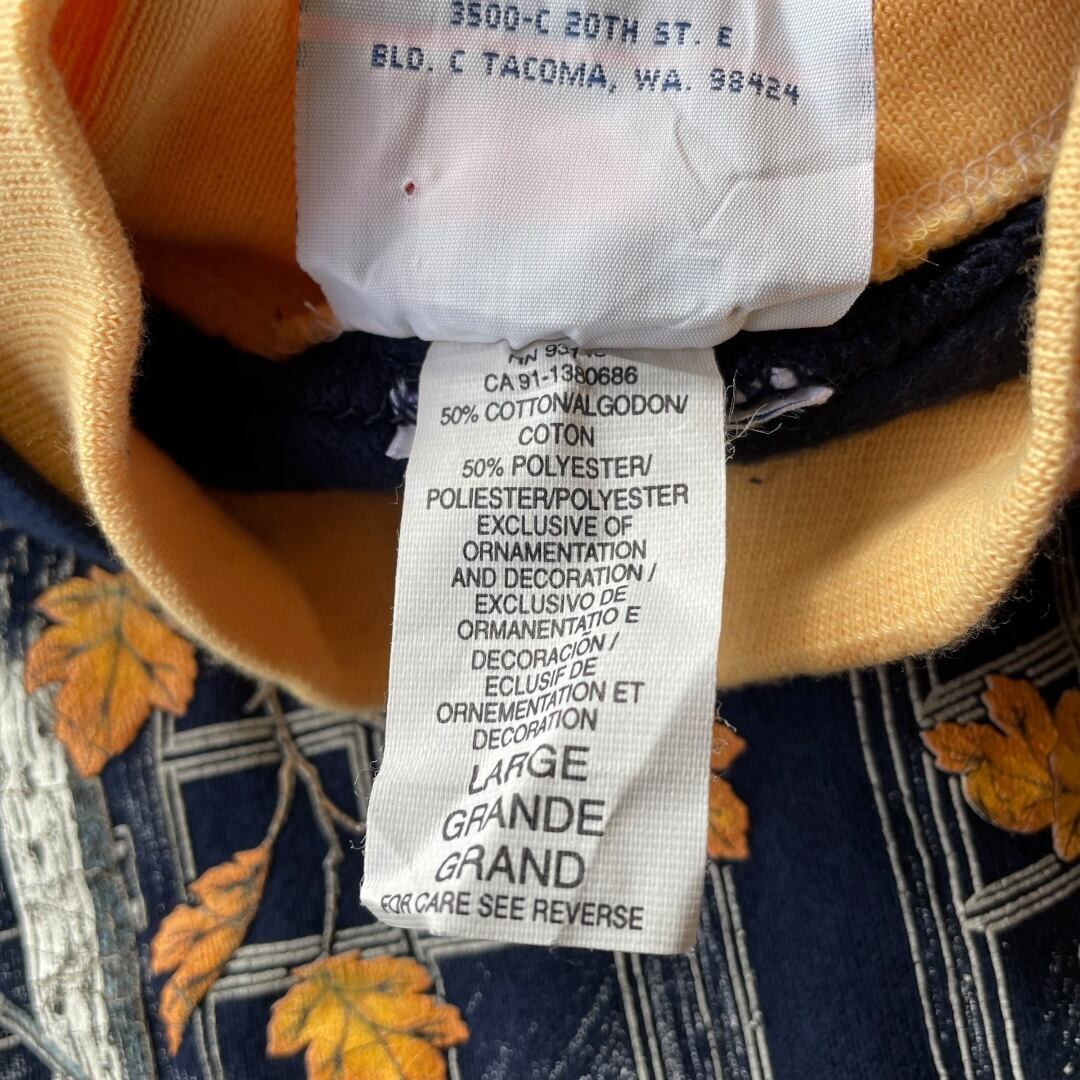 3500-C 20TH ST. E
BLD. C TACOMA, WA. 98424
CA 91-1380686
50% COTTON/ALGODON/
COTON
50% POLYESTER/
POLIESTER/POLYESTER
EXCLUSIVE OF
ORNAMENTATION
AND DECORATION /
EXCLUSIVO DE
ORMANENTATIO E
DECORACIÓN /
ECLUSIF DE
ORNEMENTATION ET
DECORATION
LARGE
GRANDE
GRAND
FOR CARE SEE REVERSE